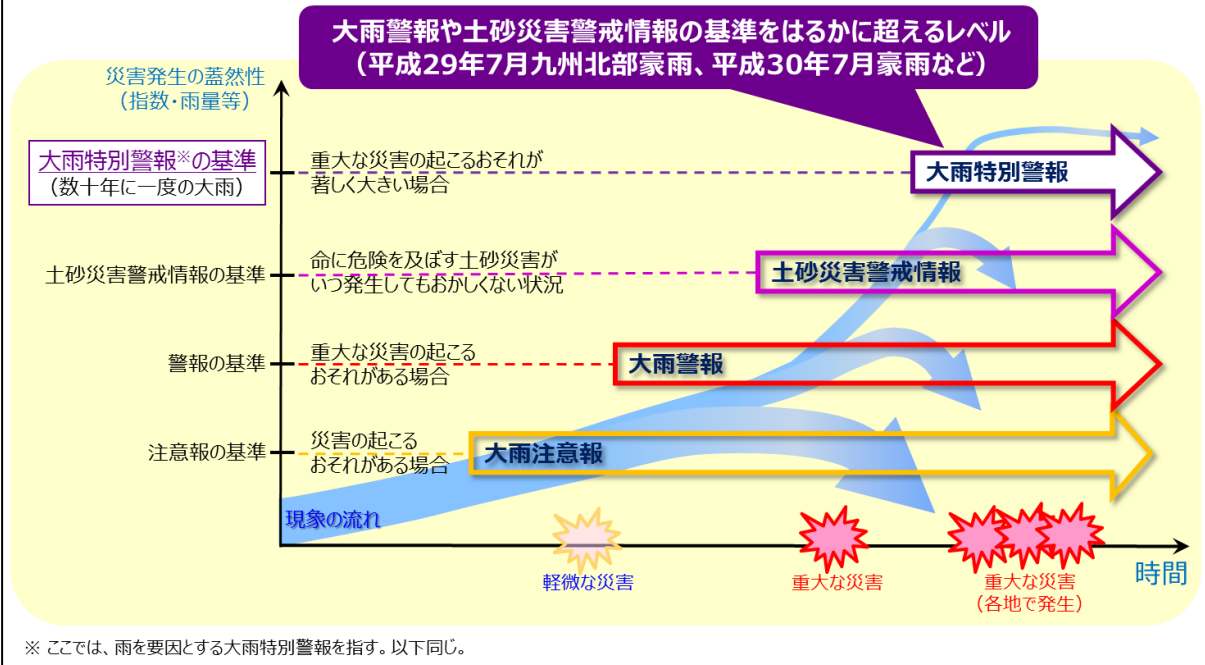 大雨警報や土砂災害警戒情報の基準をはるかに超えるレベル
（平成29年7月九州北部豪雨、平成30年7月豪雨など）
災害発生の蓋然性
（指数・雨量等）
大雨特別警報※の基準
（数十年に一度の大雨）
重大な災害の起こるおそれが
著しく大きい場合
大雨特別警報
土砂災害警戒情報の基準
命に危険を及ぼす土砂災害が
いつ発生してもおかしくない状況
土砂災害警戒情報
警報の基準
重大な災害の起こる
おそれがある場合
大雨警報
注意報の基準
災害の起こる
おそれがある場合
大雨注意報
現象の流れ
軽微な災害
重大な災害
重大な災害
（各地で発生）
時間
※ ここでは、雨を要因とする大雨特別警報を指す。以下同じ。